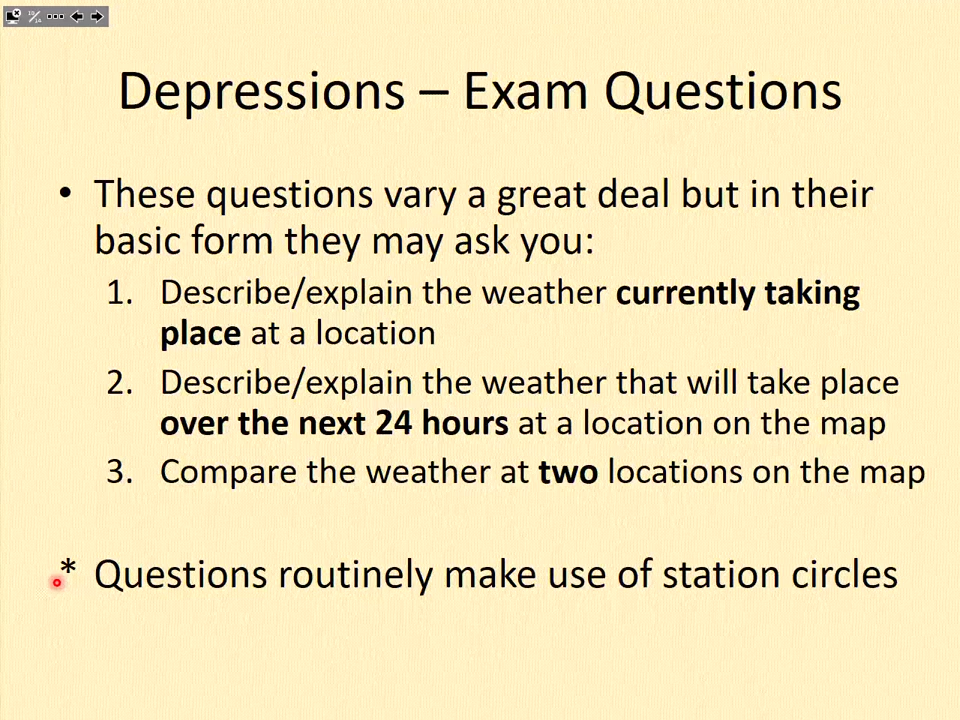 Depressions – Exam Questions
• These questions vary a great deal but in their
basic form they may ask you:
1. Describe/explain the weather currently taking
place at a location
2. Describe/explain the weather that will take place
over the next 24 hours at a location on the map
3. Compare the weather at two locations on the map
* Questions routinely make use of station circles